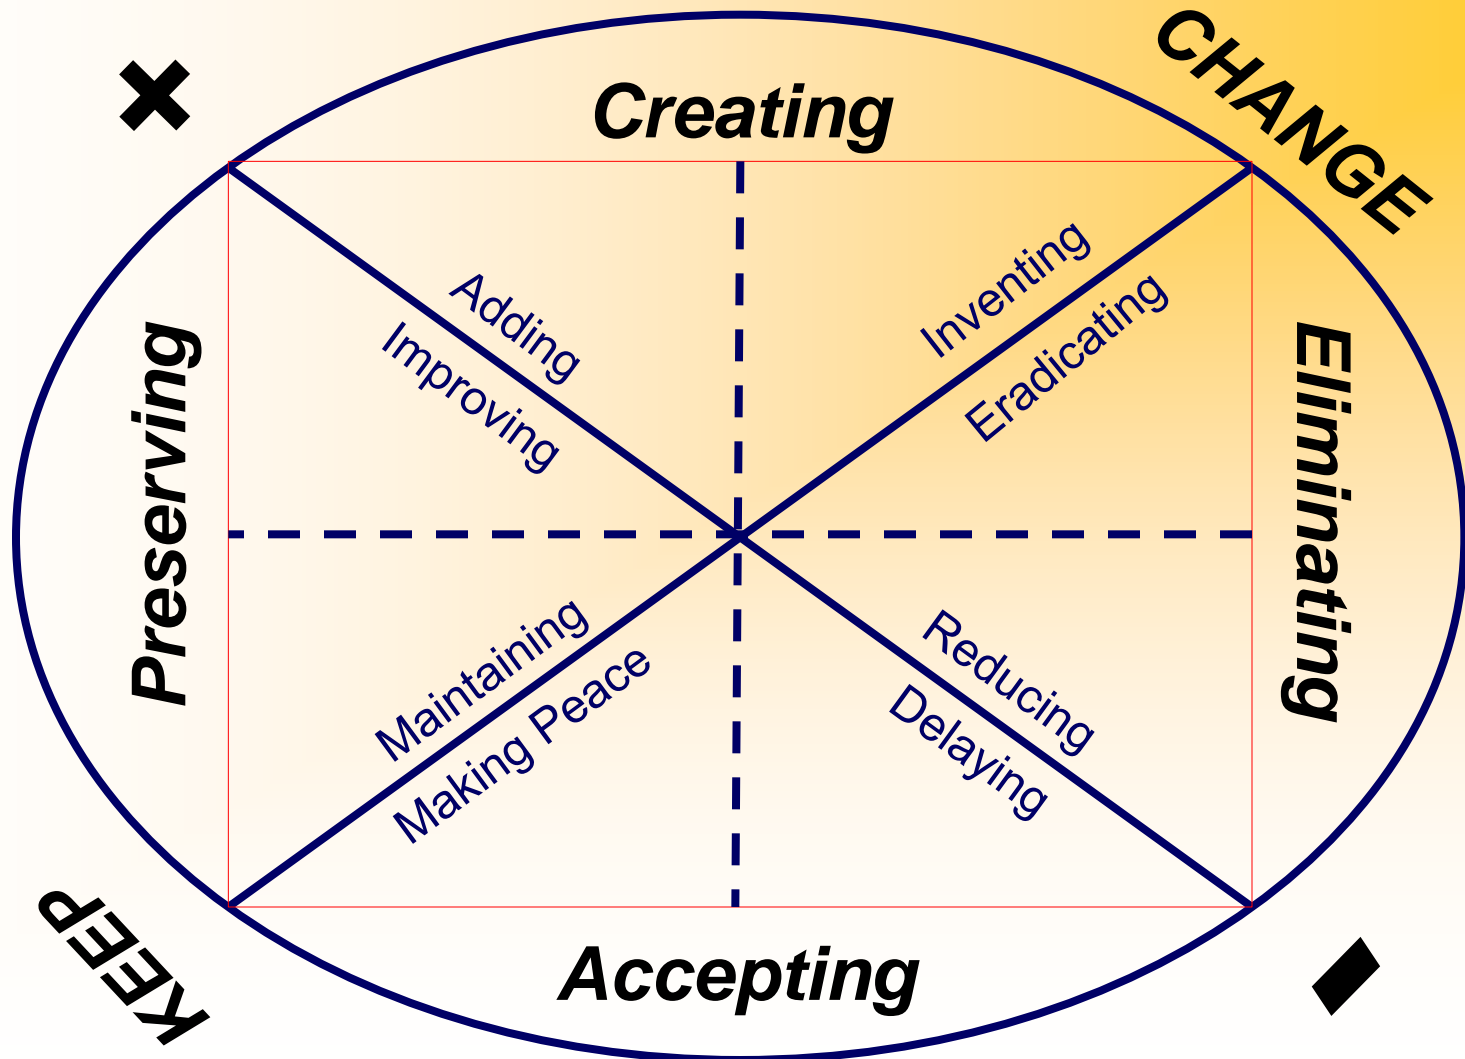 CHANGE
Creating
Adding
Improving
Inventing
Eradicating
Preserving
Eliminating
Maintaining
Making Peace
Reducing
Delaying
KEEP
Accepting